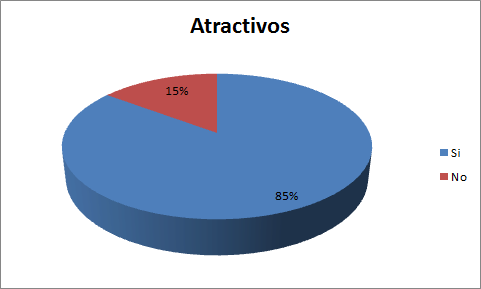 Atractivos
15%
85%
Si
No